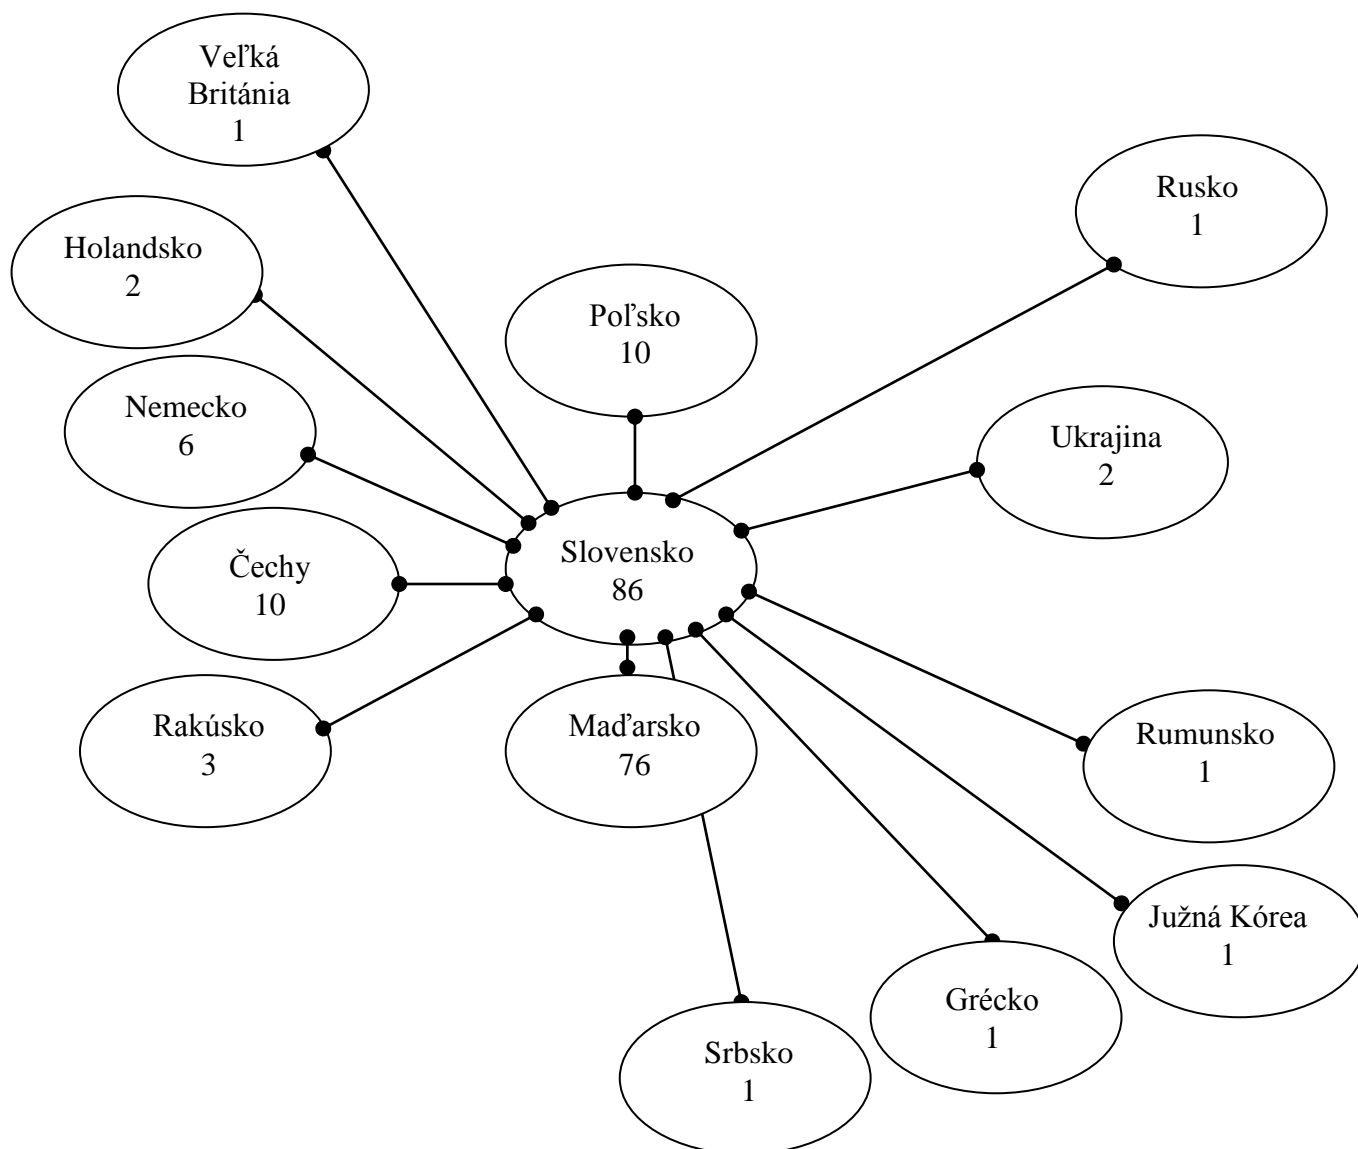 Veľká
Británia
1
Rusko
1
Holandsko
2
Poľsko
10
Nemecko
6
Ukrajina
2
Slovensko
86
Čechy
10
Rakúsko
3
Maďarsko
76
Rumunsko
1
Južná Kórea
1
Grécko
1
Srbsko
1